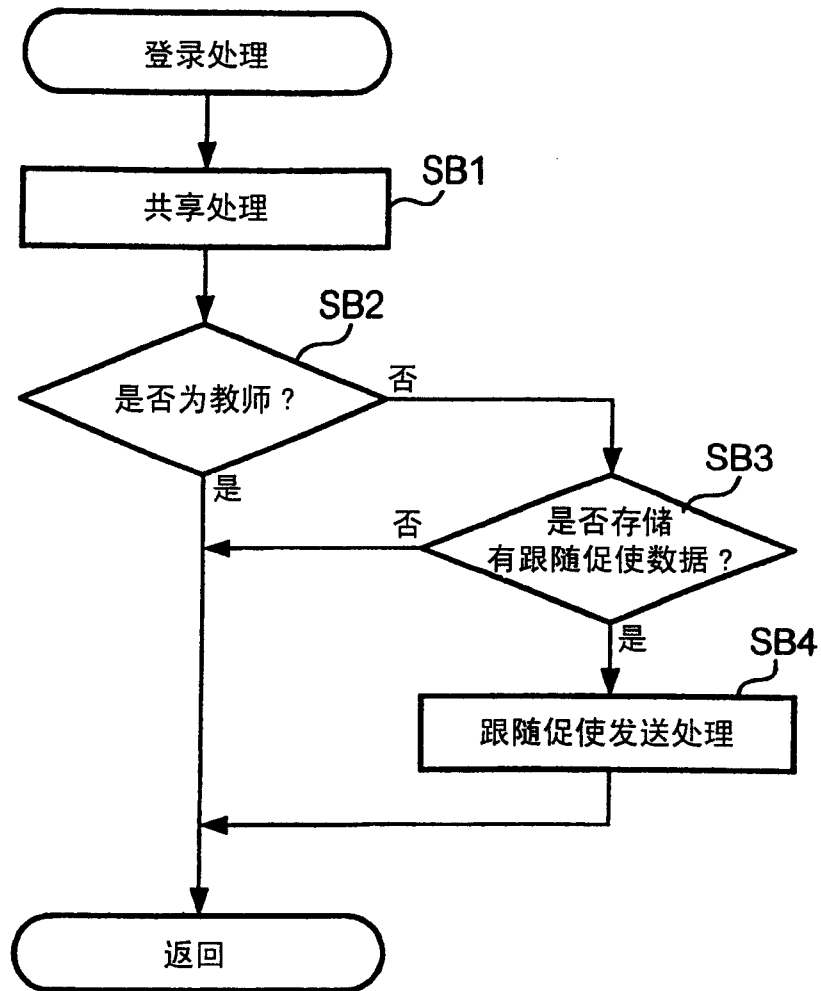 登录处理
SB1
共享处理
SB2
是否为教师？
否
是
SB3
是否存储
有跟随促使数据？
否
是
SB4
跟随促使发送处理
返回